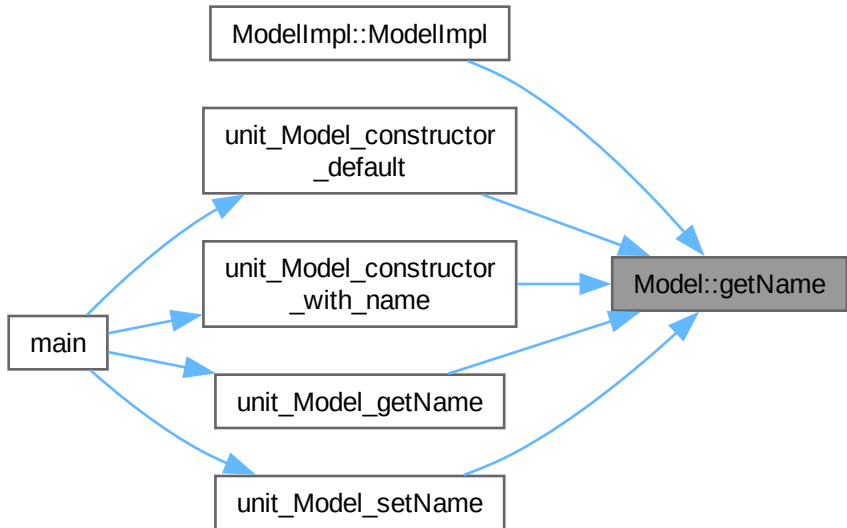 ModelImpl::ModelImpl
unit_Model_constructor
_default
unit_Model_constructor
_with_name
Model::getName
main
unit_Model_getName
unit_Model_setName